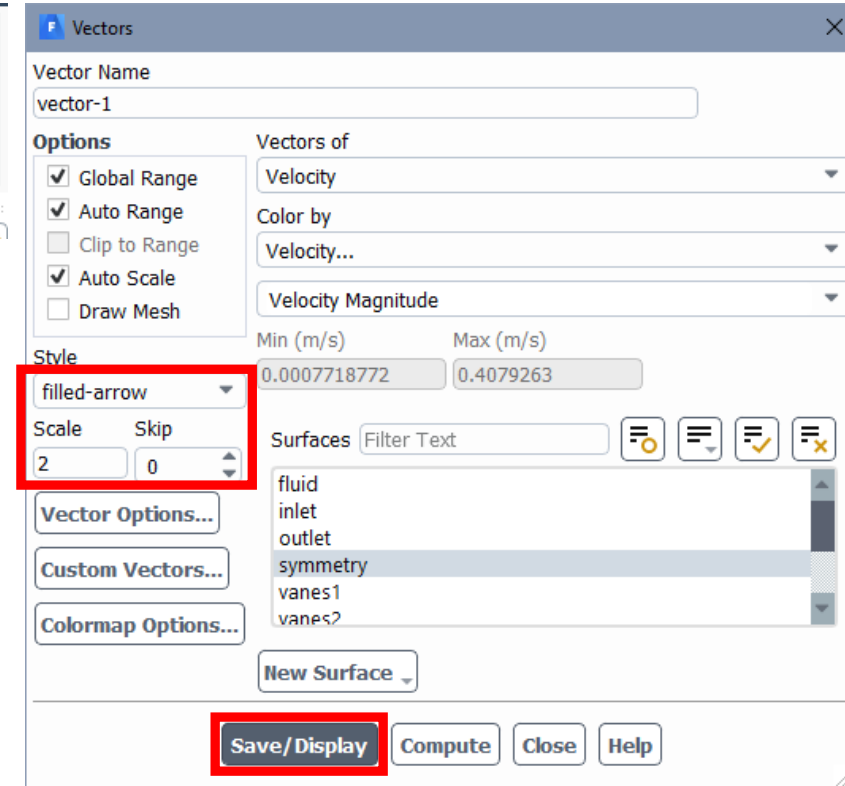 Vectors
Vector Name
vector-1
Options
Global Range
Auto Range
Clip to Range
Auto Scale
Draw Mesh
Style
filled-arrow
Scale Skip
2 0
Vector Options...
Custom Vectors...
Colormap Options...
Vectors of
Velocity
Color by
Velocity...
Velocity Magnitude
Min (m/s) Max (m/s)
0.0007718772 0.4079263
Surfaces Filter Text
fluid
inlet
outlet
symmetry
vanes1
vanes2
New Surface
Save/Display Compute Close Help